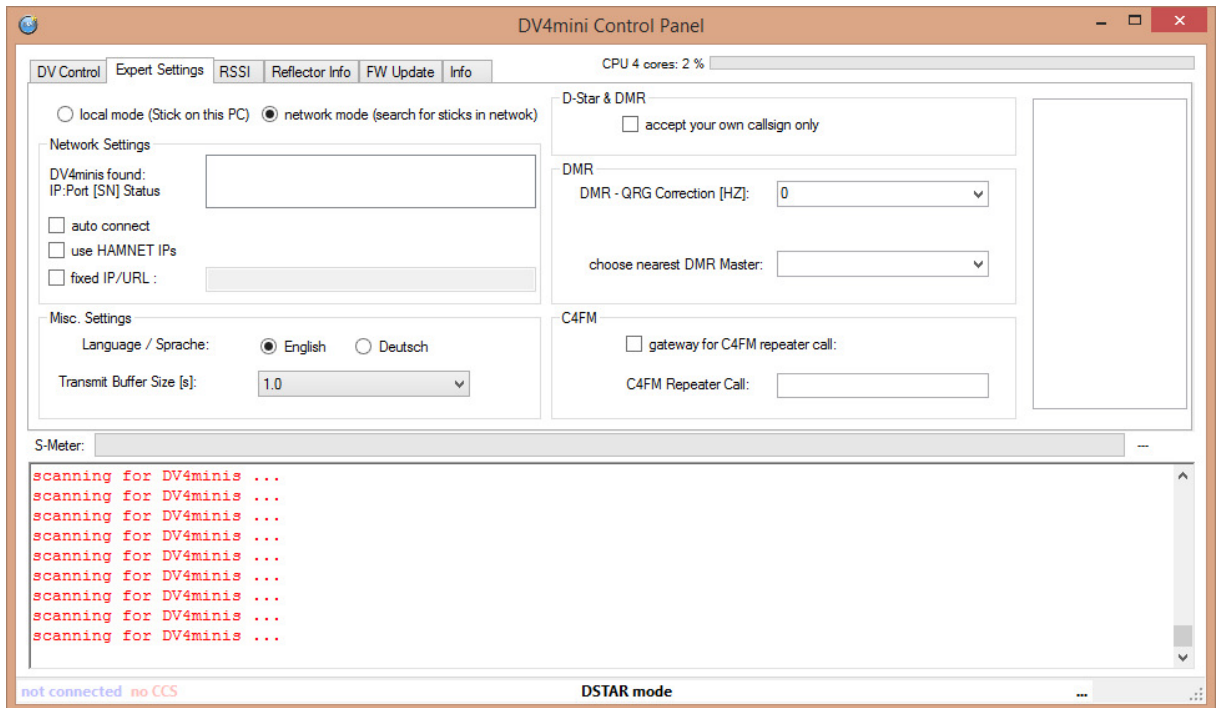 DV4mini Control Panel
DV Control Expert Settings RSSI Reflector Info FW Update Info
CPU 4 cores: 2 %
local mode (Stick on this PC) network mode (search for sticks in netwok)
Network Settings
DV4minis found:
IP:Port [SN] Status
auto connect
use HAMNET IPs
fixed IP/URL :
Misc. Settings
Language / Sprache: English Deutsch
Transmit Buffer Size [s]: 1.0
D-Star & DMR
accept your own callsign only
DMR
DMR - QRG Correction [HZ]: 0
choose nearest DMR Master:
C4FM
gateway for C4FM repeater call:
C4FM Repeater Call:
S-Meter: ---
scanning for DV4minis ...
scanning for DV4minis ...
scanning for DV4minis ...
scanning for DV4minis ...
scanning for DV4minis ...
scanning for DV4minis ...
scanning for DV4minis ...
scanning for DV4minis ...
scanning for DV4minis ...
not connected no CCS DSTAR mode ...